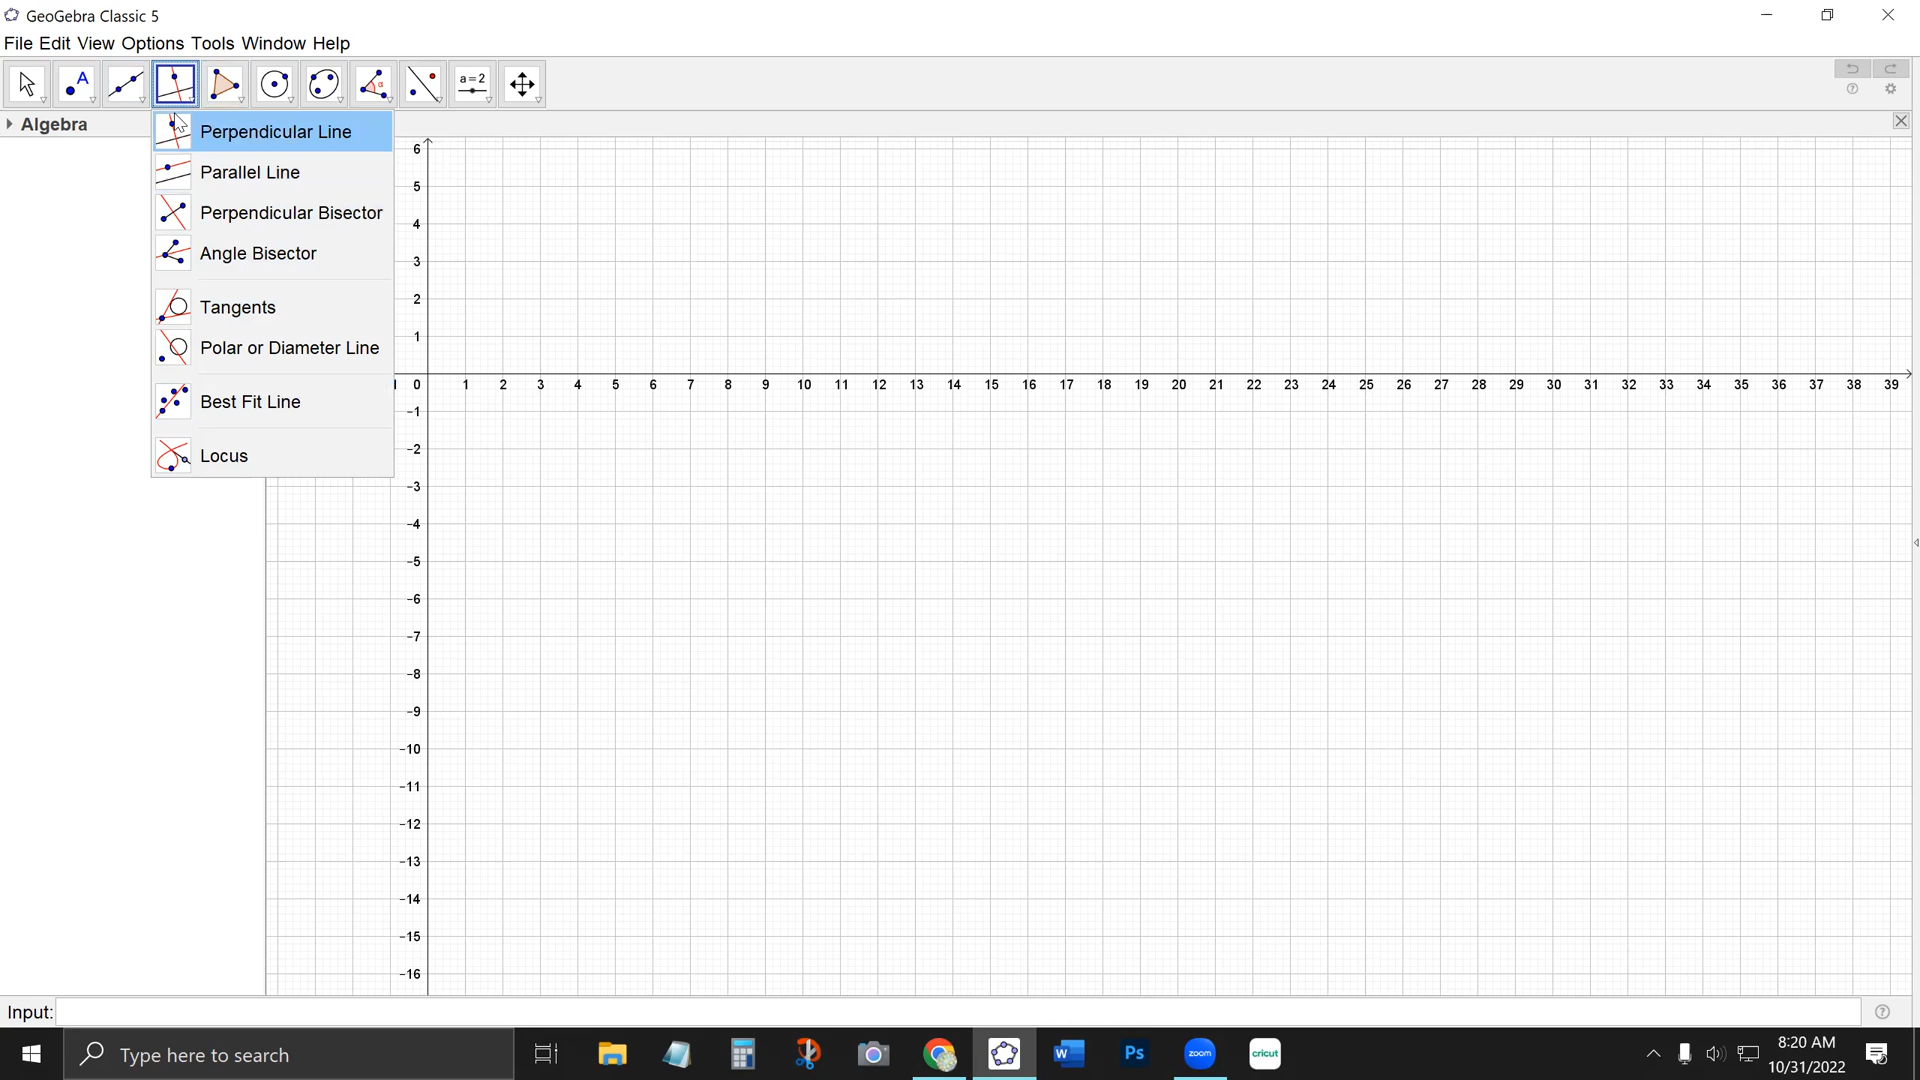 GeoGebra Classic 5
File Edit View Options Tools Window Help
A
α
a=2
Algebra
Perpendicular Line
Parallel Line
Perpendicular Bisector
Angle Bisector
Tangents
Polar or Diameter Line
Best Fit Line
Locus
6
5
4
3
2
1
0 1 2 3 4 5 6 7 8 9 10 11 12 13 14 15 16 17 18 19 20 21 22 23 24 25 26 27 28 29 30 31 32 33 34 35 36 37 38 39
−1
−2
−3
−4
−5
−6
−7
−8
−9
−10
−11
−12
−13
−14
−15
−16
Input:
Type here to search
W
Ps
zoom
cricut
8:20 AM
10/31/2022